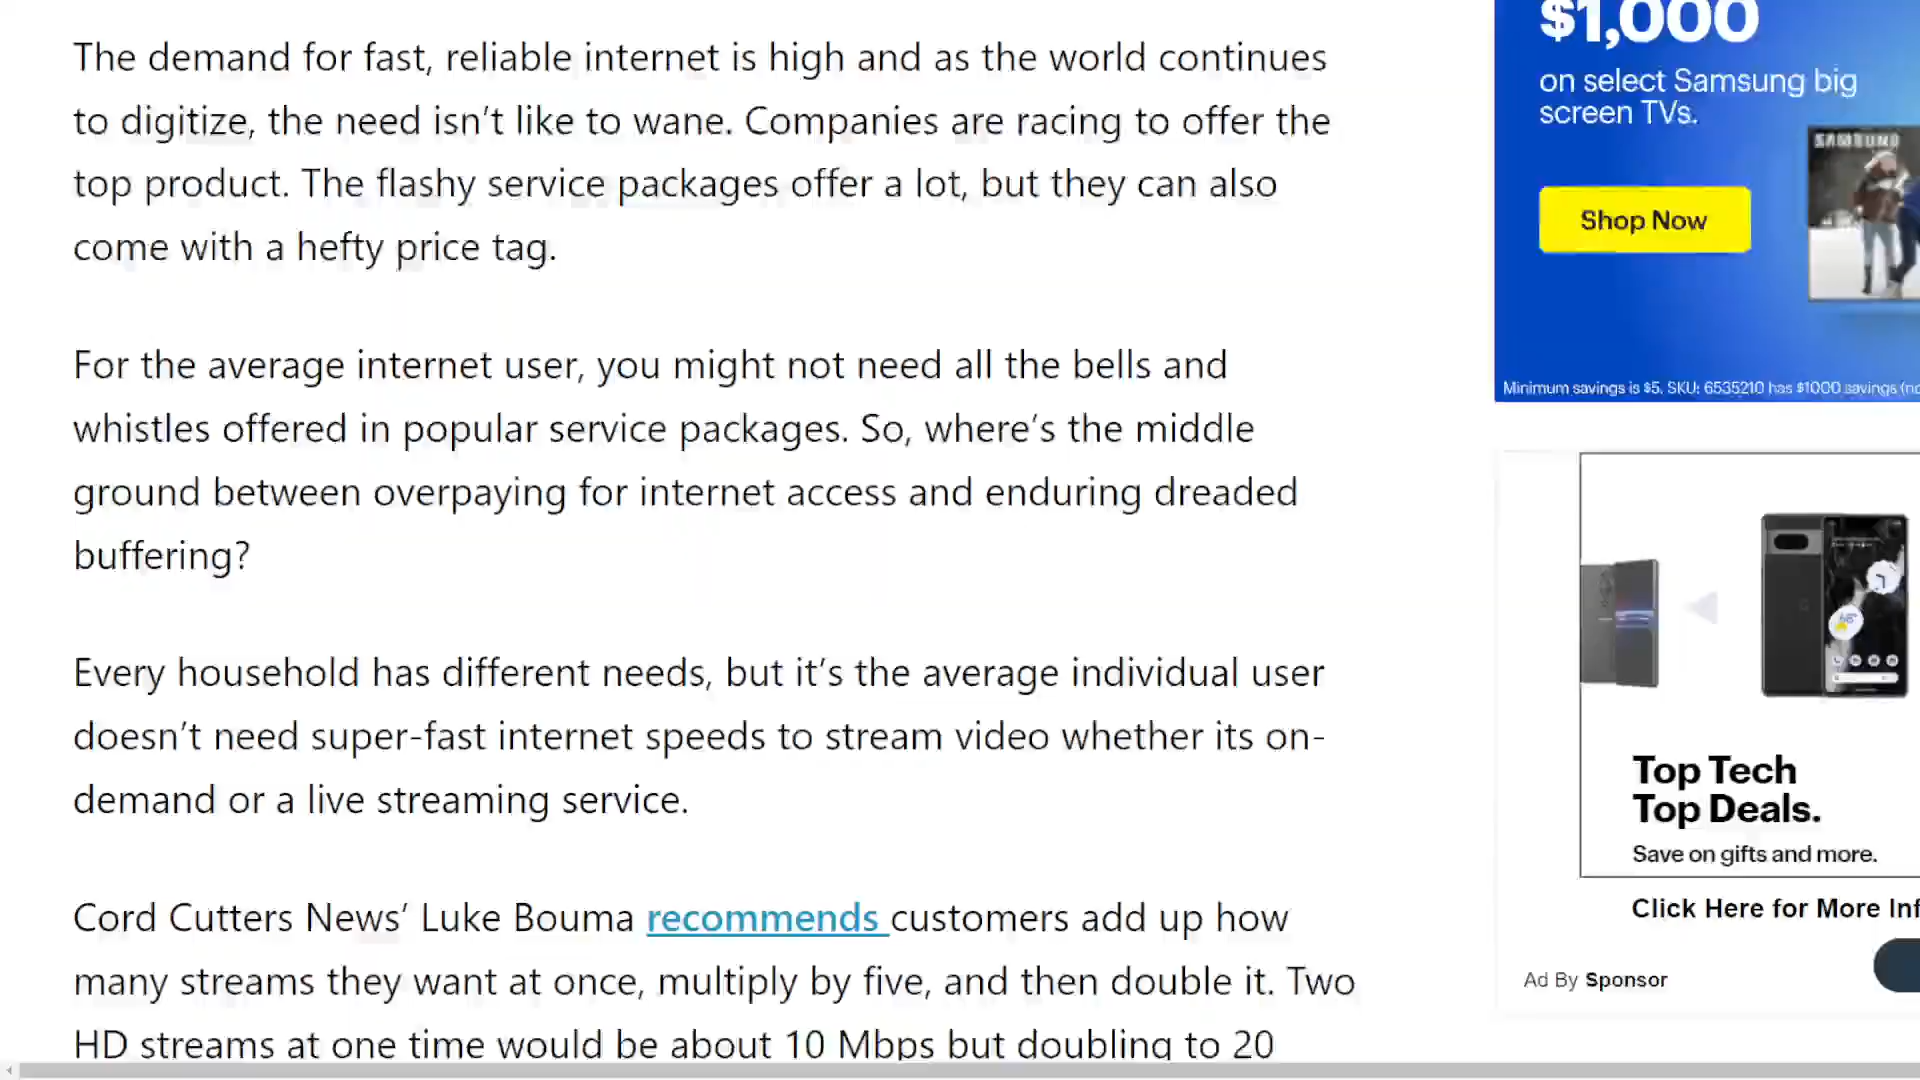 The demand for fast, reliable internet is high and as the world continues
to digitize, the need isn’t like to wane. Companies are racing to offer the
top product. The flashy service packages offer a lot, but they can also
come with a hefty price tag.
For the average internet user, you might not need all the bells and
whistles offered in popular service packages. So, where’s the middle
ground between overpaying for internet access and enduring dreaded
buffering?
Every household has different needs, but it’s the average individual user
doesn’t need super-fast internet speeds to stream video whether its on-
demand or a live streaming service.
Cord Cutters News’ Luke Bouma recommends customers add up how
many streams they want at once, multiply by five, and then double it. Two
HD streams at one time would be about 10 Mbps but doubling to 20
$1,000
on select Samsung big
screen TVs.
SAMSUNG
Shop Now
Minimum savings is $5. SKU: 6535210 has $1000 savings
Top Tech
Top Deals.
Save on gifts and more.
Click Here for More
Ad By Sponsor